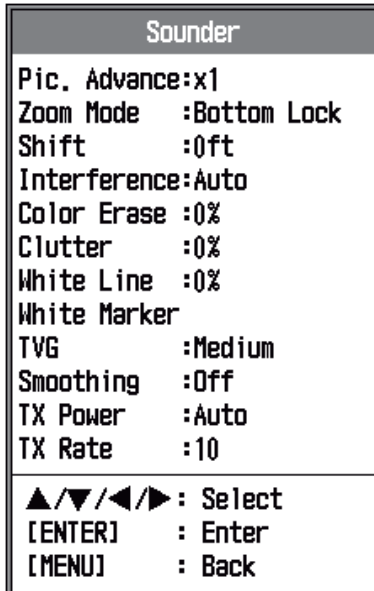 Sounder
Pic. Advance:x1
Zoom Mode :Bottom Lock
Shift :0ft
Interference:Auto
Color Erase :0%
Clutter :0%
White Line :0%
White Marker
TVG :Medium
Smoothing :Off
TX Power :Auto
TX Rate :10
▲/▼/◀/▶: Select
[ENTER] : Enter
[MENU] : Back